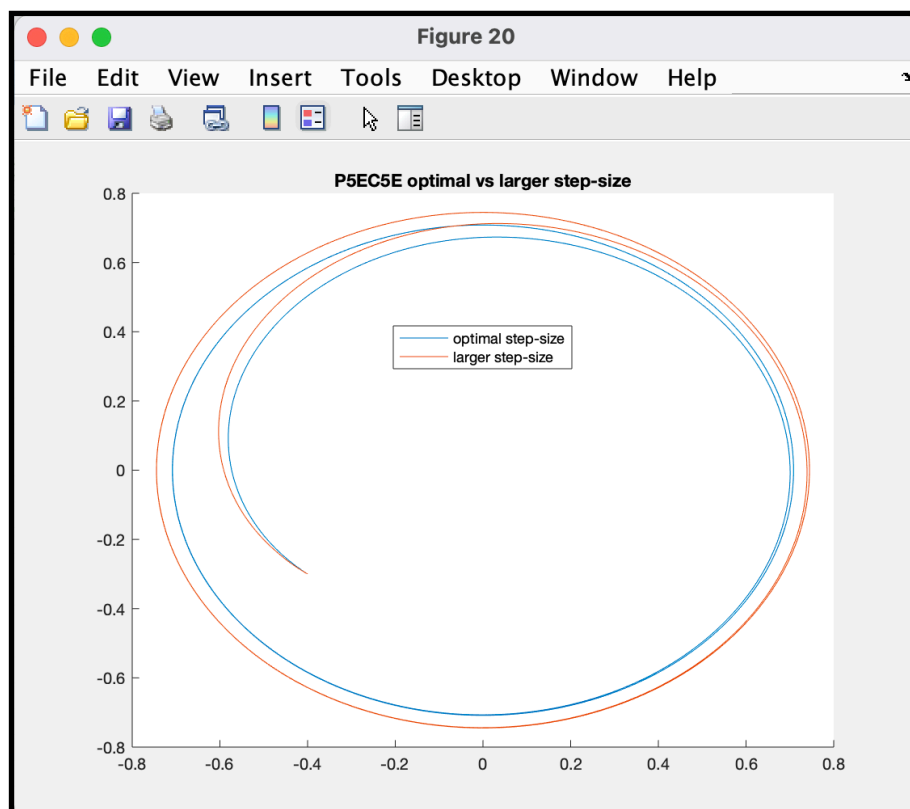 Figure 20
File Edit View Insert Tools Desktop Window Help
P5EC5E optimal vs larger step-size
0.8
0.6
0.4
optimal step-size
larger step-size
0.2
0
-0.2
-0.4
-0.6
-0.8
-0.8 -0.6 -0.4 -0.2 0 0.2 0.4 0.6 0.8